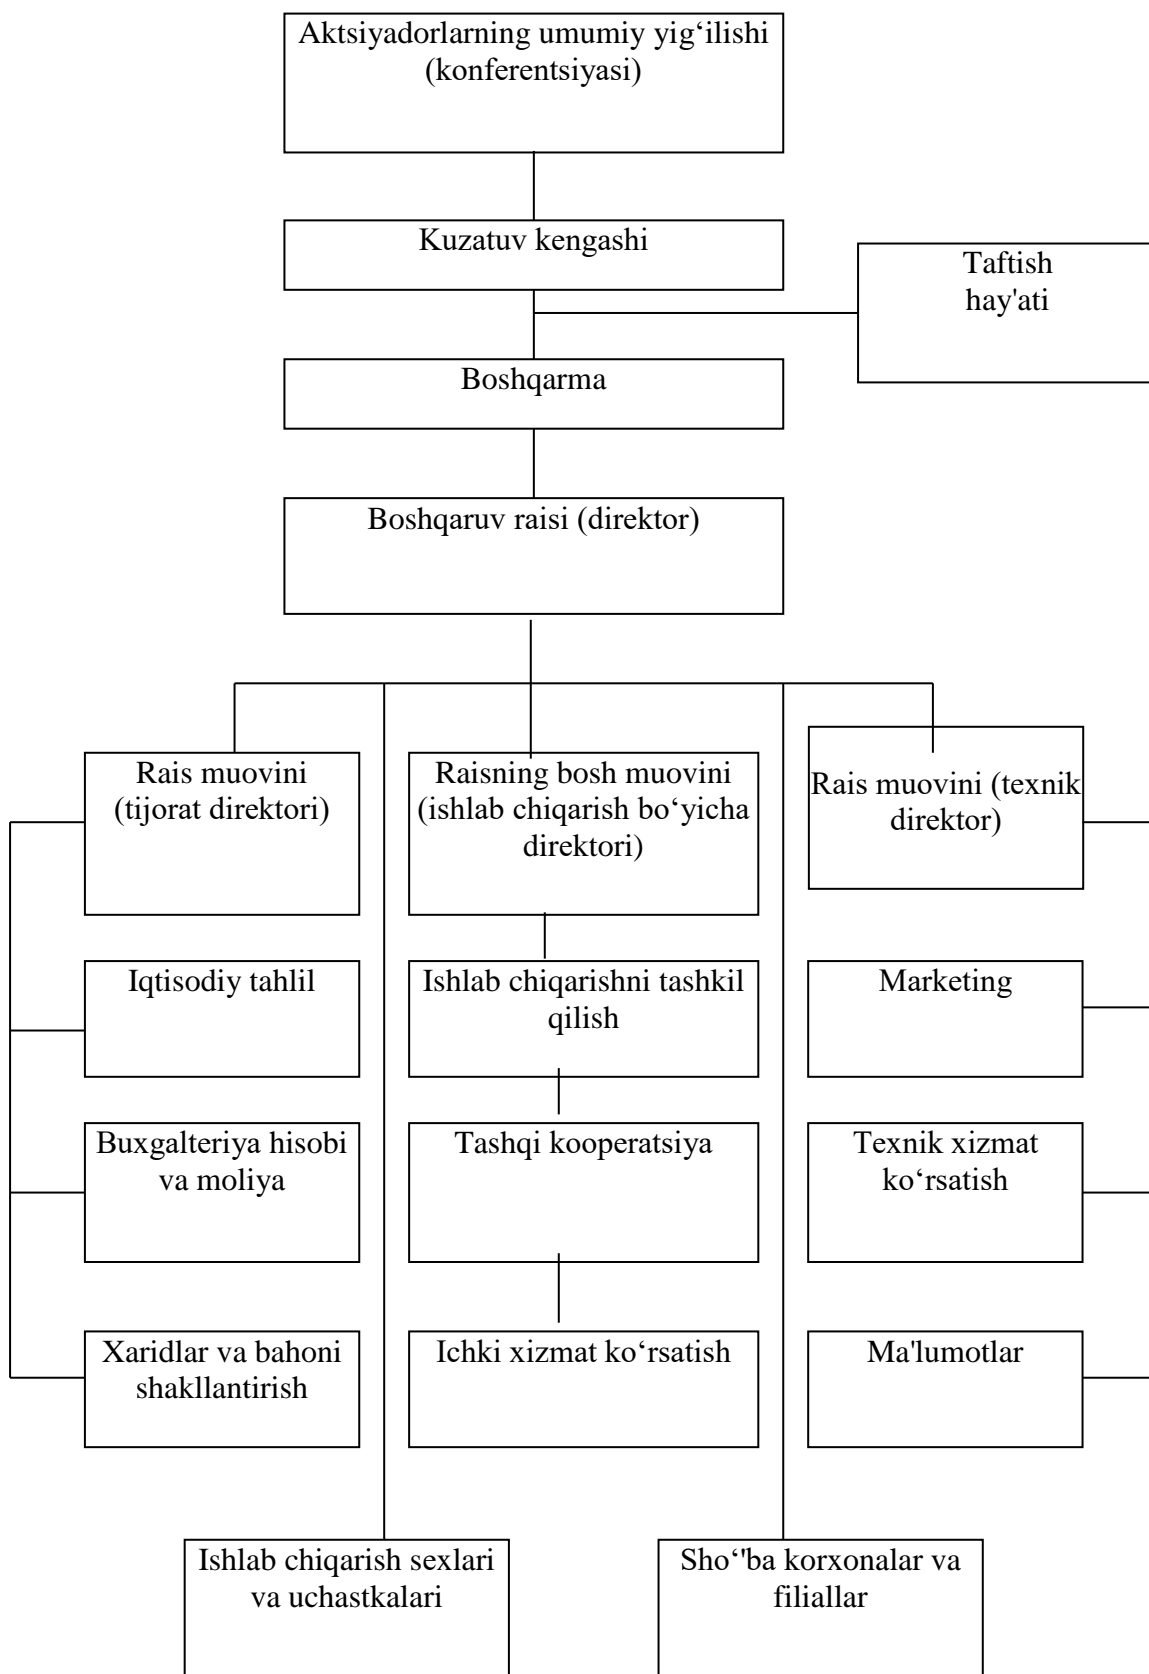 Aktsiyadorlarning umumiy yig‘ilishi
(konferentsiyasi)
Kuzatuv kengashi
Taftish
hay'ati
Boshqarma
Boshqaruv raisi (direktor)
Rais muovini
(tijorat direktori)
Raisning bosh muovini
(ishlab chiqarish bo‘yicha
direktori)
Rais muovini (texnik
direktor)
Iqtisodiy tahlil
Ishlab chiqarishni tashkil
qilish
Marketing
Buxgalteriya hisobi
va moliya
Tashqi kooperatsiya
Texnik xizmat
ko‘rsatish
Xaridlar va bahoni
shakllantirish
Ichki xizmat ko‘rsatish
Ma'lumotlar
Ishlab chiqarish sexlari
va uchastkalari
Sho‘'ba korxonalar va
filiallar